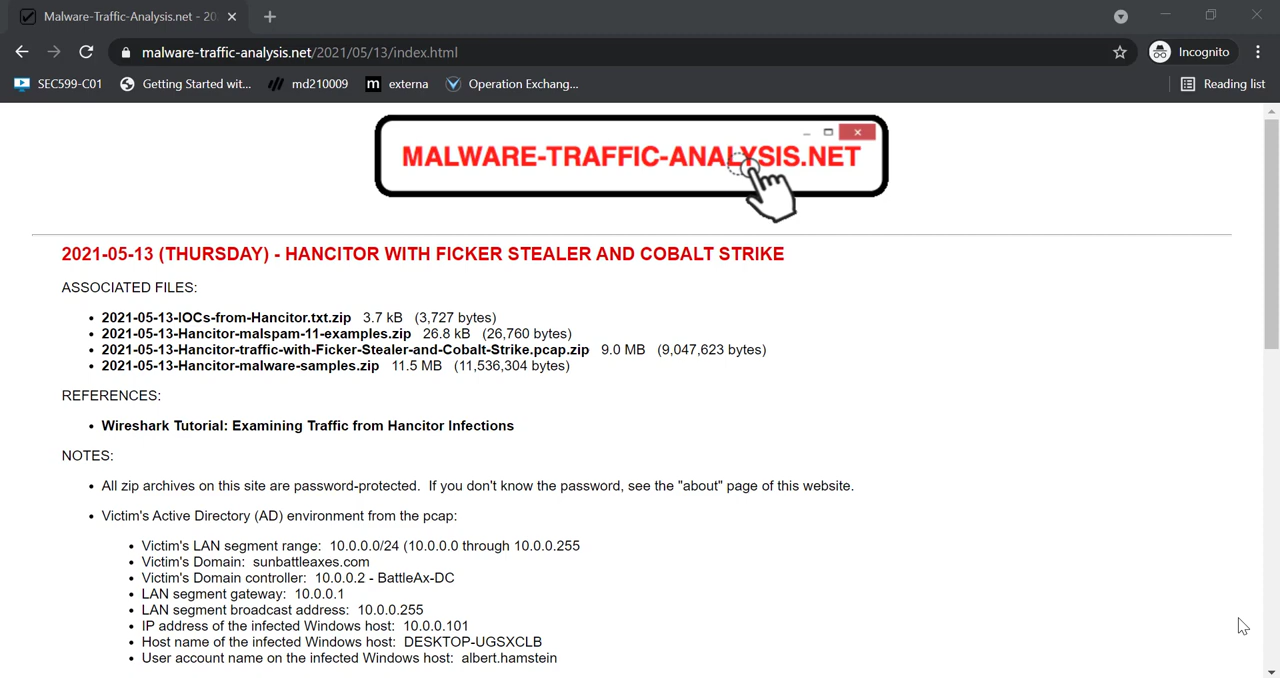 Malware-Traffic-Analysis.net - 20
malware-traffic-analysis.net/2021/05/13/index.html
Incognito
SEC599-C01
Getting Started wit...
md210009
m externa
Operation Exchang...
Reading list
MALWARE-TRAFFIC-ANALYSIS.NET
2021-05-13 (THURSDAY) - HANCITOR WITH FICKER STEALER AND COBALT STRIKE
ASSOCIATED FILES:
2021-05-13-IOCs-from-Hancitor.txt.zip 3.7 kB (3,727 bytes)
2021-05-13-Hancitor-malspam-11-examples.zip 26.8 kB (26,760 bytes)
2021-05-13-Hancitor-traffic-with-Ficker-Stealer-and-Cobalt-Strike.pcap.zip 9.0 MB (9,047,623 bytes)
2021-05-13-Hancitor-malware-samples.zip 11.5 MB (11,536,304 bytes)
REFERENCES:
Wireshark Tutorial: Examining Traffic from Hancitor Infections
NOTES:
All zip archives on this site are password-protected. If you don't know the password, see the "about" page of this website.
Victim's Active Directory (AD) environment from the pcap:
Victim's LAN segment range: 10.0.0.0/24 (10.0.0.0 through 10.0.0.255
Victim's Domain: sunbattleaxes.com
Victim's Domain controller: 10.0.0.2 - BattleAx-DC
LAN segment gateway: 10.0.0.1
LAN segment broadcast address: 10.0.0.255
IP address of the infected Windows host: 10.0.0.101
Host name of the infected Windows host: DESKTOP-UGSXCLB
User account name on the infected Windows host: albert.hamstein